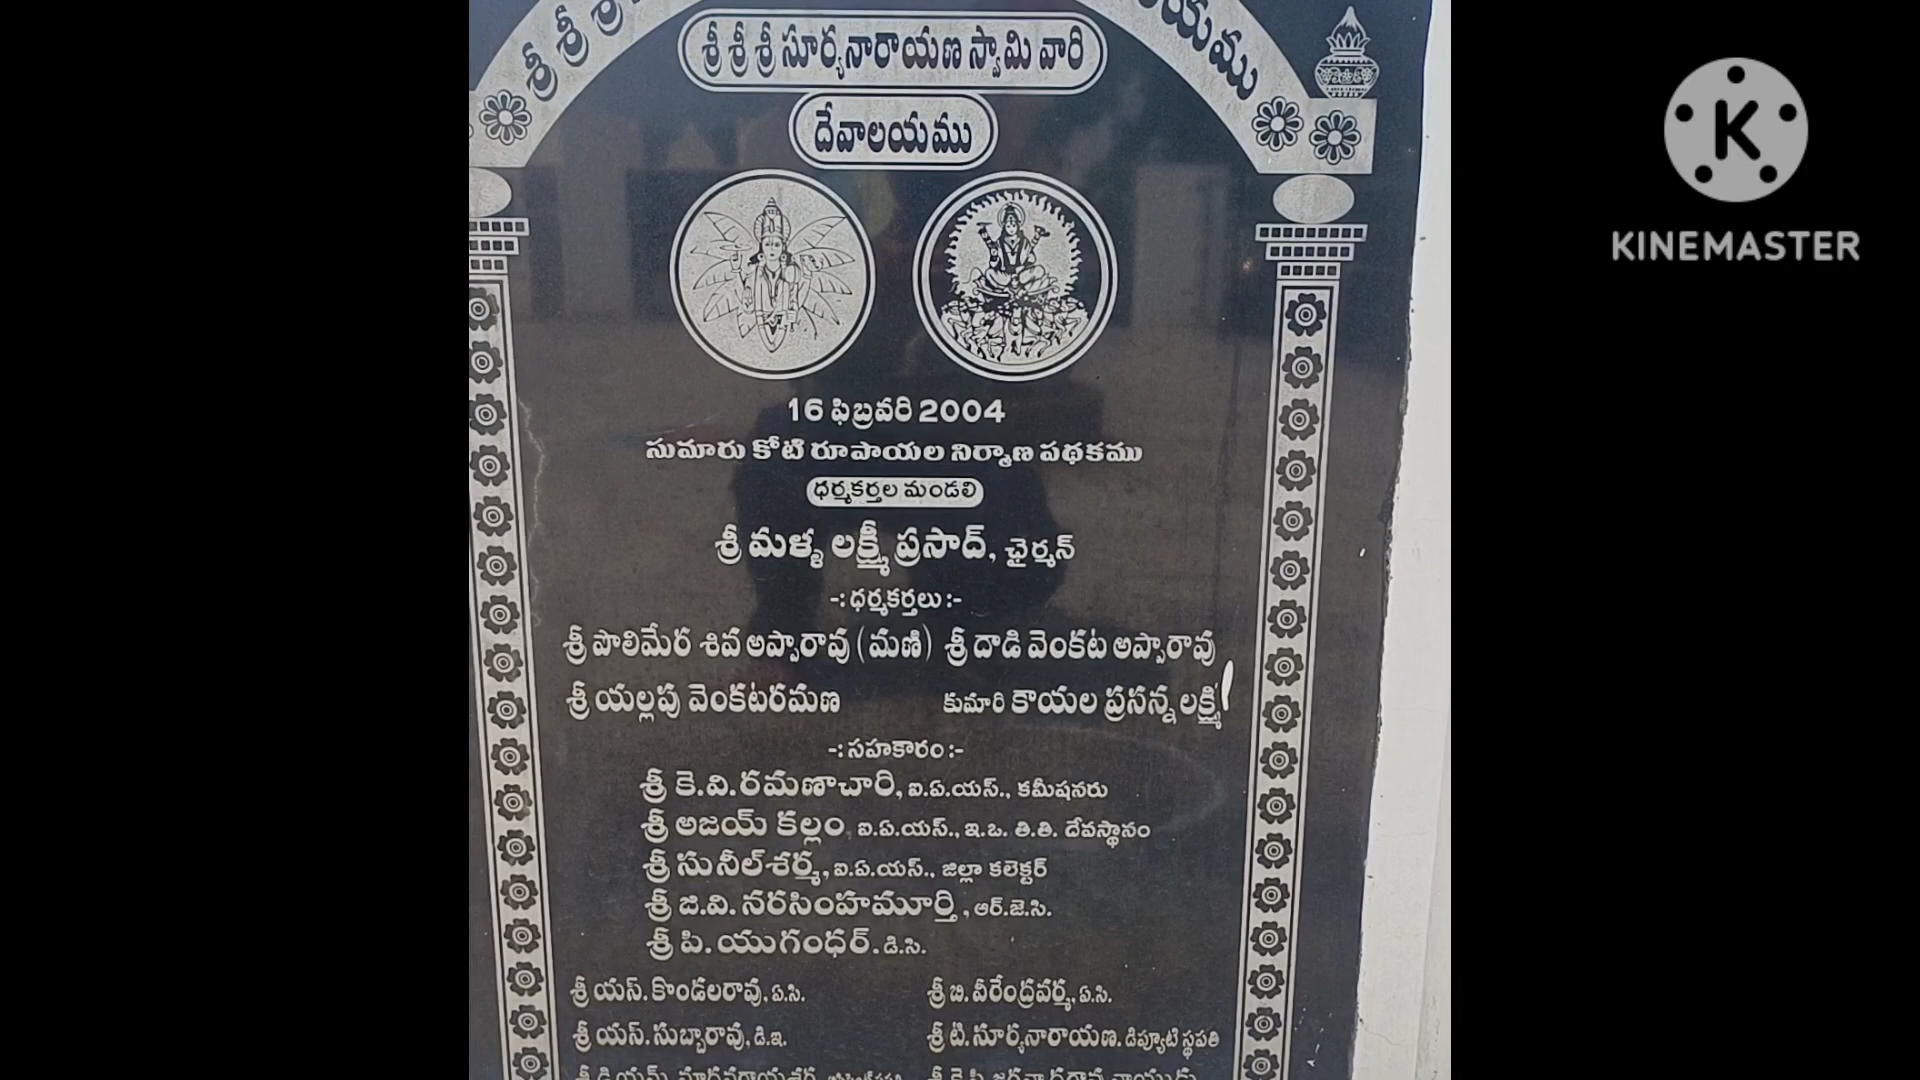 శ్రీ శ్రీ
యము
శ్రీ శ్రీ శ్రీ సూర్యనారాయణ స్వామి వారి
దేవాలయము
16 ఫిబ్రవరి 2004
సుమారు కోటి రూపాయల నిర్మాణ పథకము
ధర్మకర్తల మండలి
శ్రీ మళ్ళ లక్ష్మీ ప్రసాద్, ఛైర్మన్
-: ధర్మకర్తలు :-
శ్రీ పొలిమేర శివ అప్పారావు (మణి) శ్రీ దాడి వెంకట అప్పారావు
శ్రీ యల్లపు వెంకటరమణ కుమారి కాయల ప్రసన్న లక్ష్మి
-: సహకారం :-
శ్రీ కె.వి.రమణాచారి, ఐ.ఏ.యస్., కమీషనరు
శ్రీ అజయ్ కల్లం, ఐ.ఏ.యస్., ఇ.ఒ. తి.తి. దేవస్థానం
శ్రీ సునీల్‌శర్మ, ఐ.ఏ.యస్., జిల్లా కలెక్టర్
శ్రీ జి.వి. నరసింహమూర్తి, ఆర్.జె.సి.
శ్రీ పి. యుగంధర్. డి.సి.
శ్రీ యస్. కొండలరావు, ఏ.సి. శ్రీ బి. వీరేంద్రవర్మ, ఏ.సి.
శ్రీ యస్. సుబ్బారావు, డి.ఇ. శ్రీ టి. సూర్యనారాయణ. డిప్యూటి స్థపతి
KINEMASTER